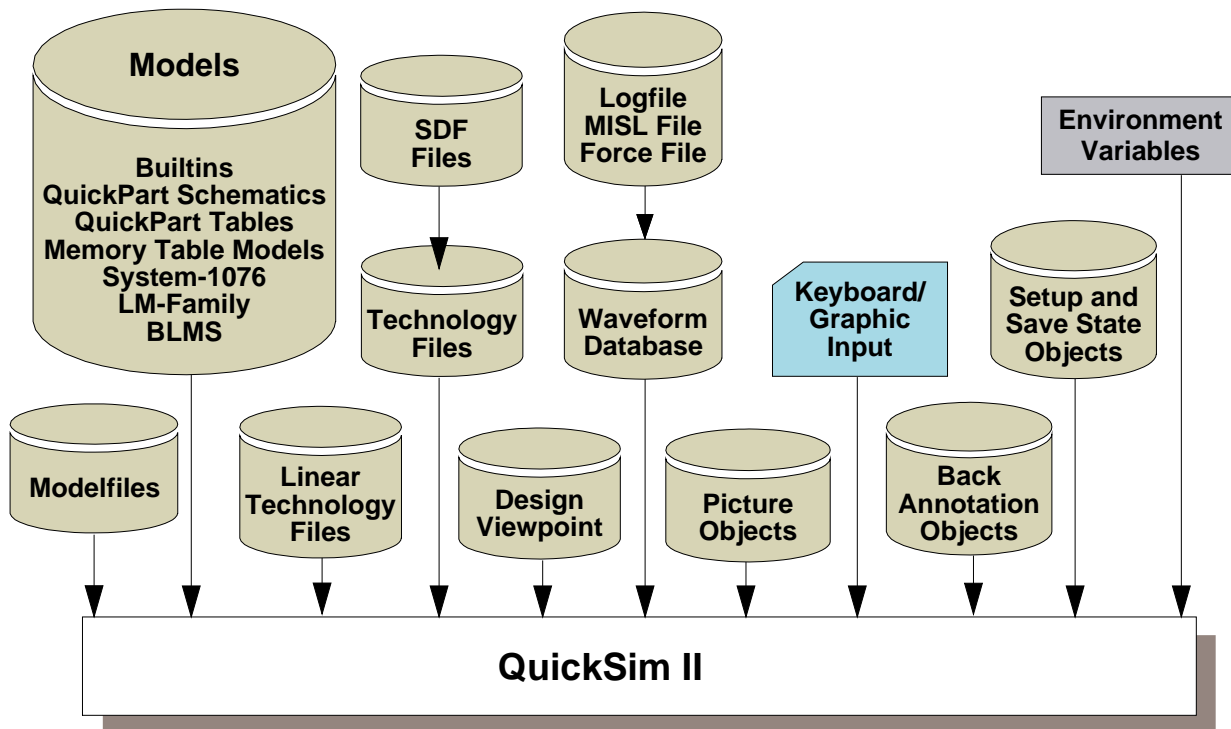 Models
Builtins
QuickPart Schematics
QuickPart Tables
Memory Table Models
System-1076
LM-Family
BLMS
SDF
Files
Logfile
MISL File
Force File
Environment
Variables
Technology
Files
Waveform
Database
Keyboard/
Graphic
Input
Setup and
Save State
Objects
Modelfiles
Linear
Technology
Files
Design
Viewpoint
Picture
Objects
Back
Annotation
Objects
QuickSim II